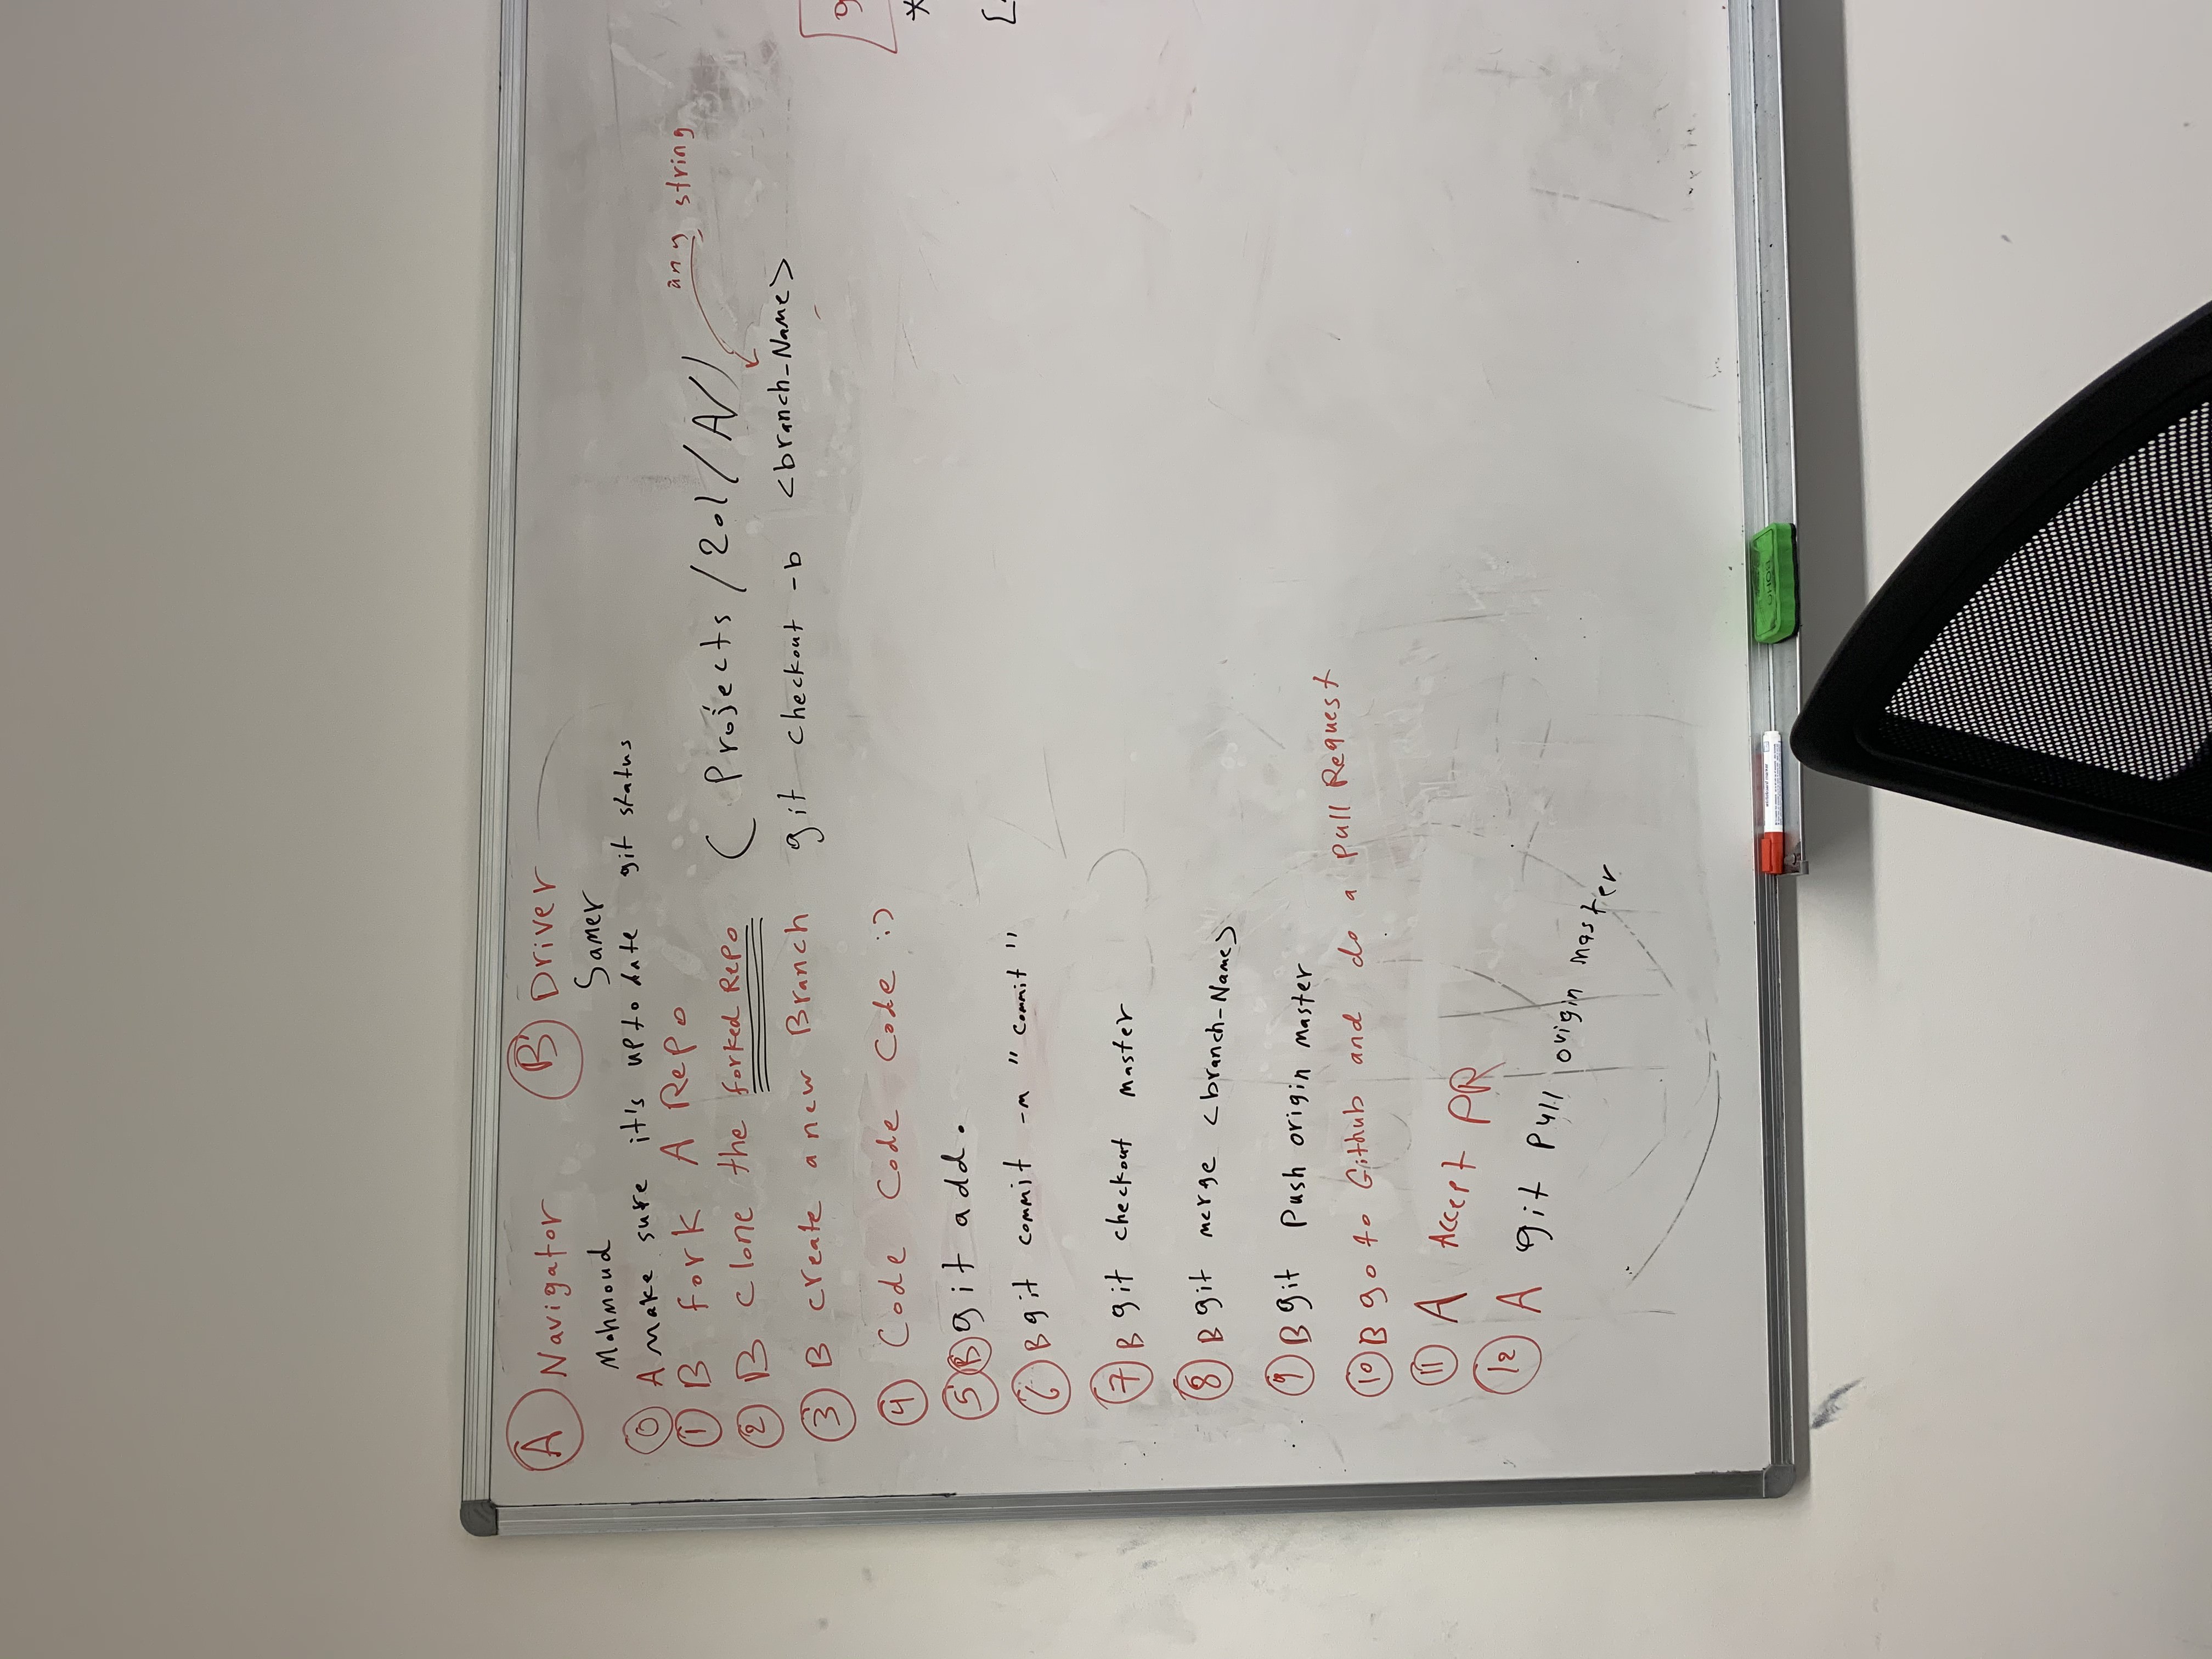 A Navigator B Driver
Mahmoud Samer
0 A make sure it's up to date git status
1 B fork A Repo
any string
2 B clone the forked Repo ( Projects /201/A/)
3 B create a new Branch git checkout -b <branch_Name>
4 Code Code Code :)
5 B git add .
6 B git commit -m "commit"
7 B git checkout master
8 B git merge <branch-Name>
9 B git Push origin master
10 B go to Github and do a pull Request
11 A Accept PR
12 A git Pull origin master
whiteboard marker